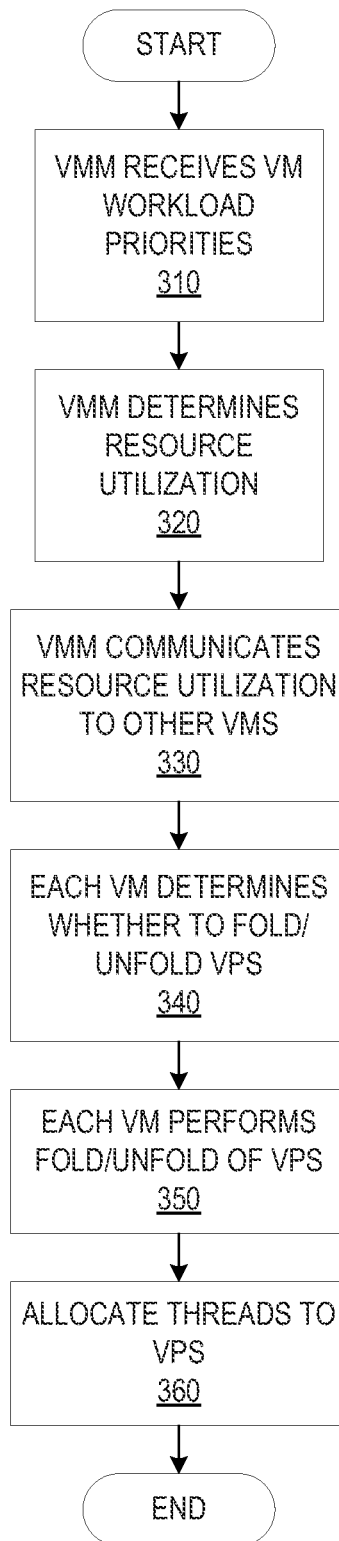 START
VMM RECEIVES VM
WORKLOAD
PRIORITIES
310
VMM DETERMINES
RESOURCE
UTILIZATION
320
VMM COMMUNICATES
RESOURCE UTILIZATION
TO OTHER VMS
330
EACH VM DETERMINES
WHETHER TO FOLD/
UNFOLD VPS
340
EACH VM PERFORMS
FOLD/UNFOLD OF VPS
350
ALLOCATE THREADS TO
VPS
360
END